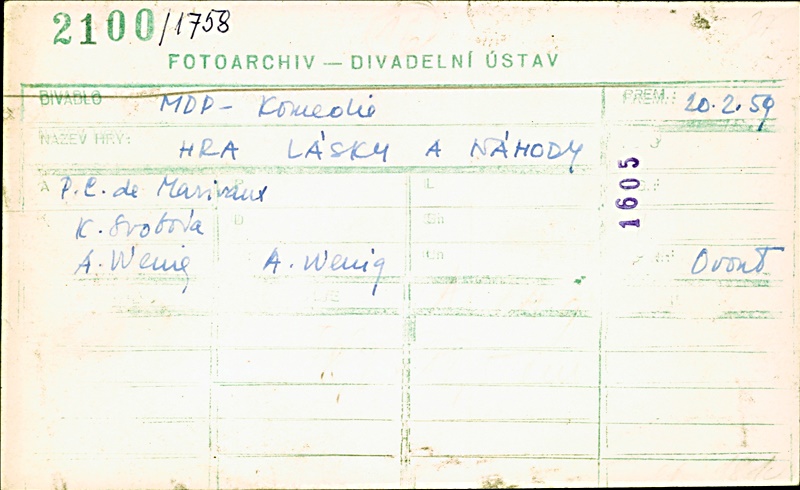 2100/1758
FOTOARCHIV — DIVADELNÍ ÚSTAV
DIVADLO MDP - Komedie PREM.: 20.2.59
NÁZEV HRY: HRA LÁSKY A NÁHODY
1605
A P. C. de Marivaux
K. Svoboda
A. Wenig A. Wenig